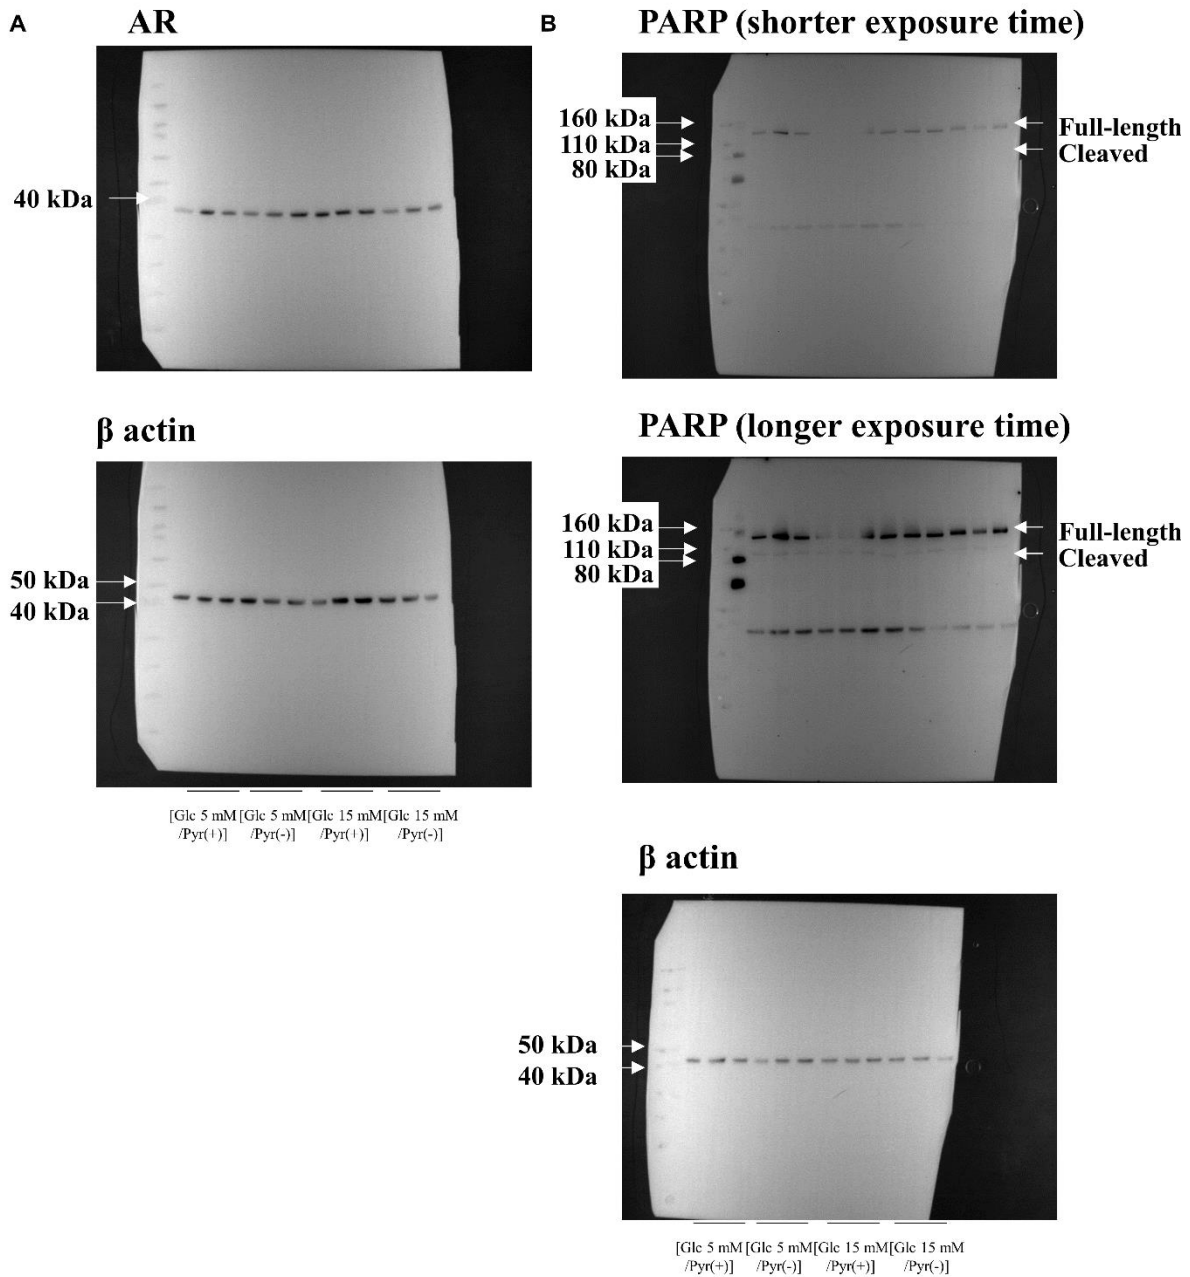 A
AR
40 kDa
β actin
50 kDa
40 kDa
[Glc 5 mM [Glc 5 mM [Glc 15 mM [Glc 15 mM
/Pyr(+)] /Pyr(-)] /Pyr(+)] /Pyr(-)]
B
PARP (shorter exposure time)
160 kDa
110 kDa
80 kDa
Full-length
Cleaved
PARP (longer exposure time)
160 kDa
110 kDa
80 kDa
Full-length
Cleaved
β actin
50 kDa
40 kDa
[Glc 5 mM [Glc 5 mM [Glc 15 mM [Glc 15 mM
/Pyr(+)] /Pyr(-)] /Pyr(+)] /Pyr(-)]